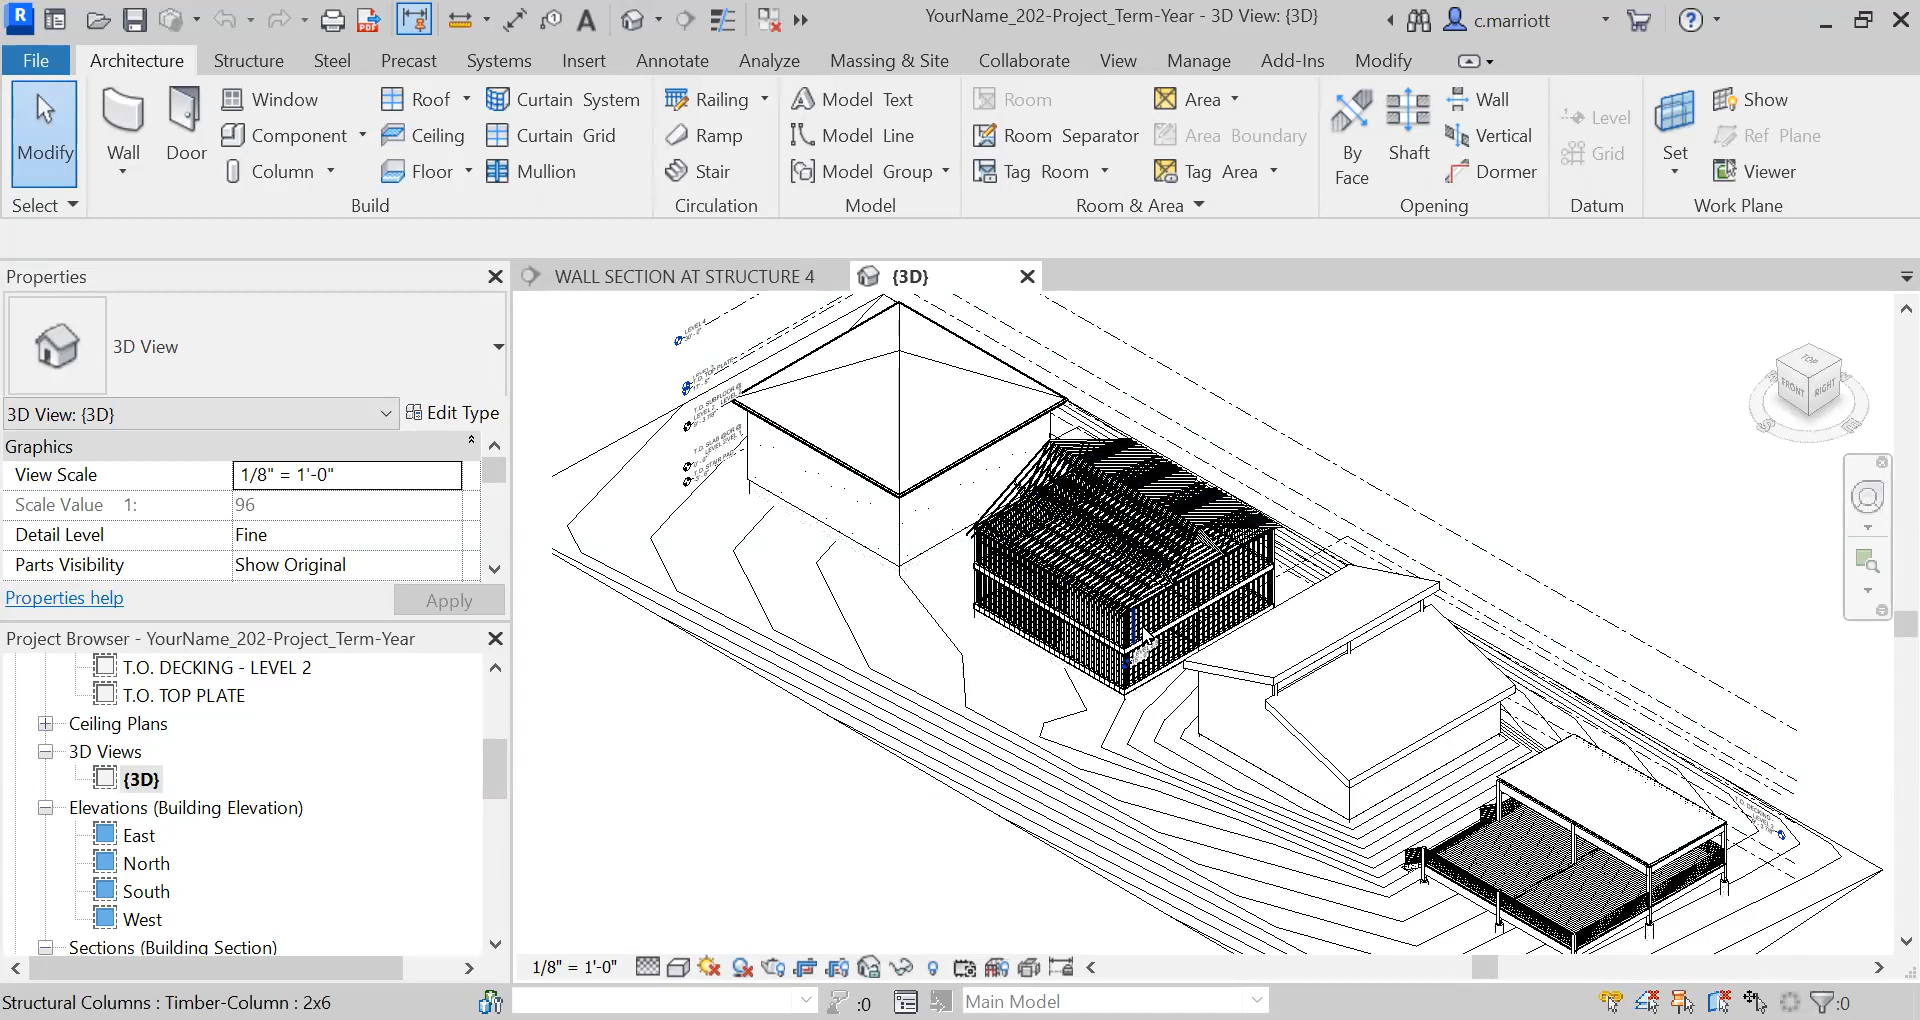 YourName_202-Project_Term-Year - 3D View: {3D}
c.marriott
File Architecture Structure Steel Precast Systems Insert Annotate Analyze Massing & Site Collaborate View Manage Add-Ins Modify
Modify
Wall
Door
Window
Component
Column
Roof
Ceiling
Floor
Curtain System
Curtain Grid
Mullion
Railing
Ramp
Stair
Model Text
Model Line
Model Group
Room
Room Separator
Tag Room
Area
Area Boundary
Tag Area
By
Face
Shaft
Wall
Vertical
Dormer
Level
Grid
Set
Show
Ref Plane
Viewer
Select
Build
Circulation
Model
Room & Area
Opening
Datum
Work Plane
Properties
3D View
3D View: {3D}
Edit Type
Graphics
View Scale 1/8" = 1'-0"
Scale Value 1: 96
Detail Level Fine
Parts Visibility Show Original
Properties help
Apply
Project Browser - YourName_202-Project_Term-Year
T.O. DECKING - LEVEL 2
T.O. TOP PLATE
Ceiling Plans
3D Views
{3D}
Elevations (Building Elevation)
East
North
South
West
Sections (Building Section)
WALL SECTION AT STRUCTURE 4
{3D}
LEVEL 4
TOP
FRONT
RIGHT
1/8" = 1'-0"
Structural Columns : Timber-Column : 2x6
:0
Main Model
:0